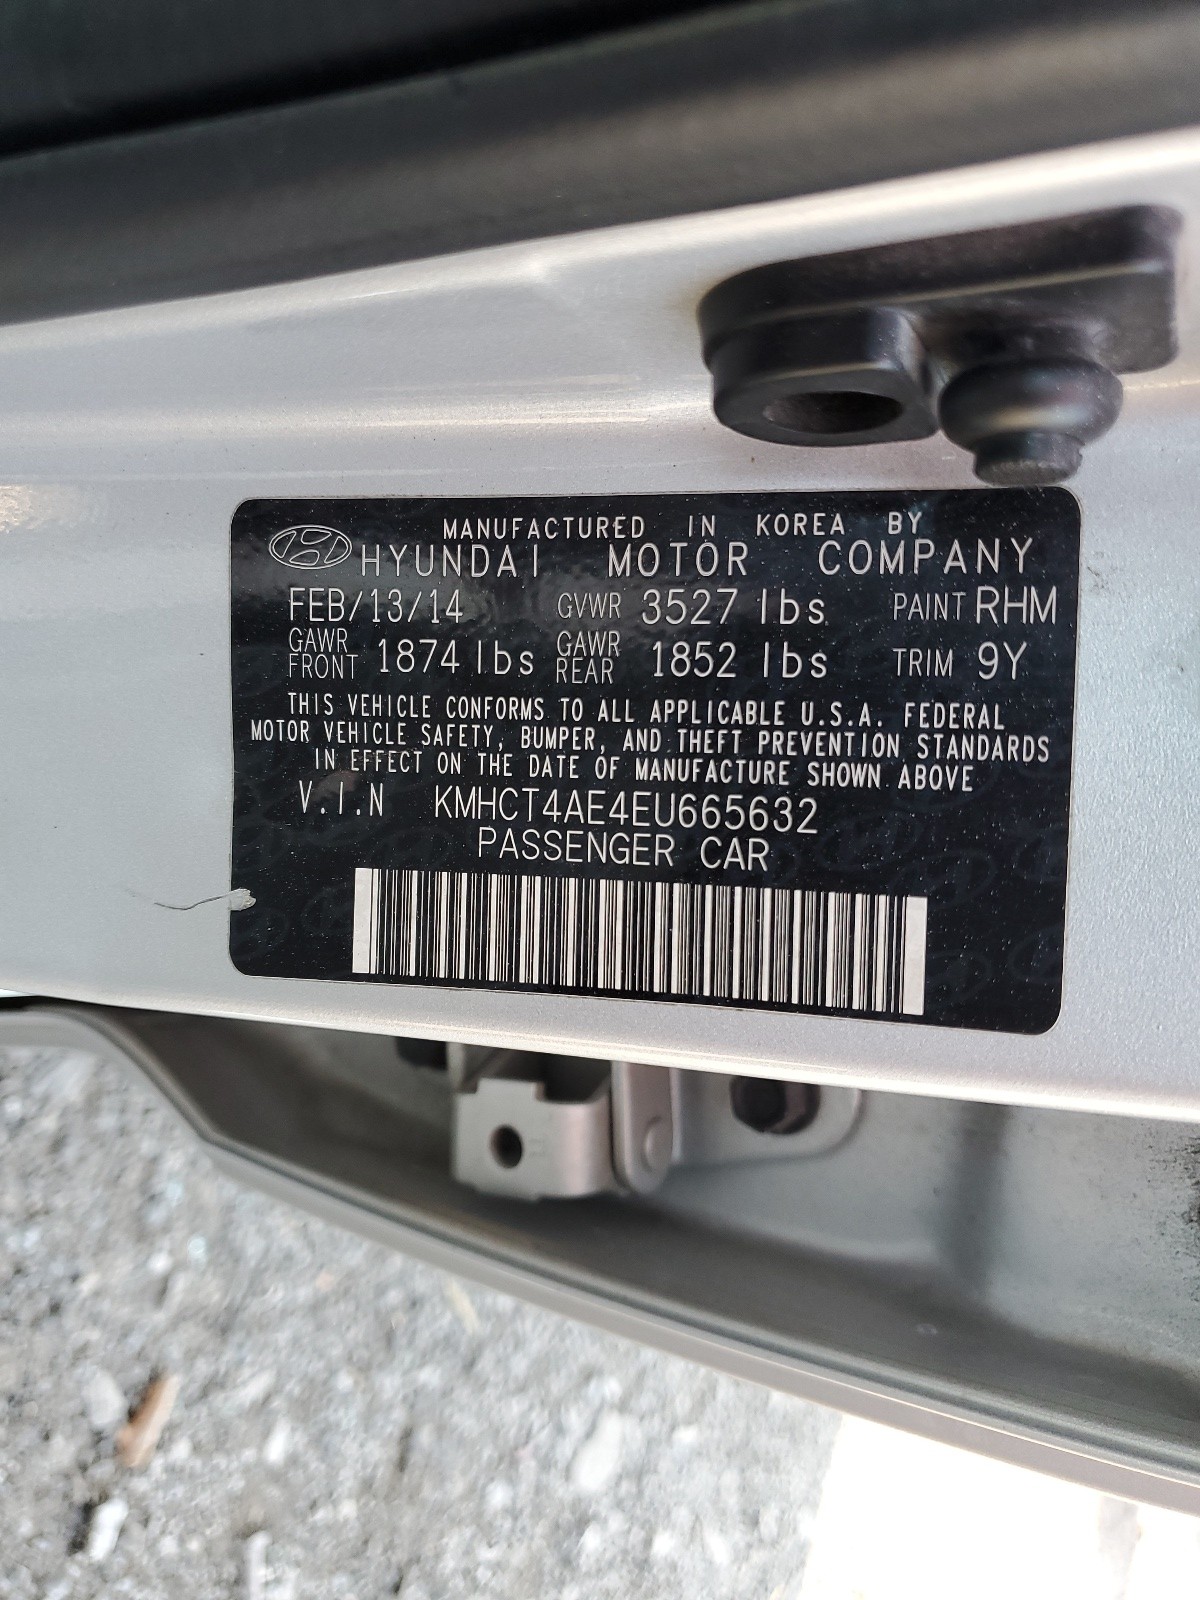 MANUFACTURED IN KOREA BY
HYUNDAI MOTOR COMPANY
FEB/13/14 GVWR 3527 lbs PAINT RHM
GAWR FRONT 1874 lbs GAWR REAR 1852 lbs TRIM 9Y
THIS VEHICLE CONFORMS TO ALL APPLICABLE U.S.A. FEDERAL
MOTOR VEHICLE SAFETY, BUMPER, AND THEFT PREVENTION STANDARDS
IN EFFECT ON THE DATE OF MANUFACTURE SHOWN ABOVE
V.I.N KMHCT4AE4EU665632
PASSENGER CAR